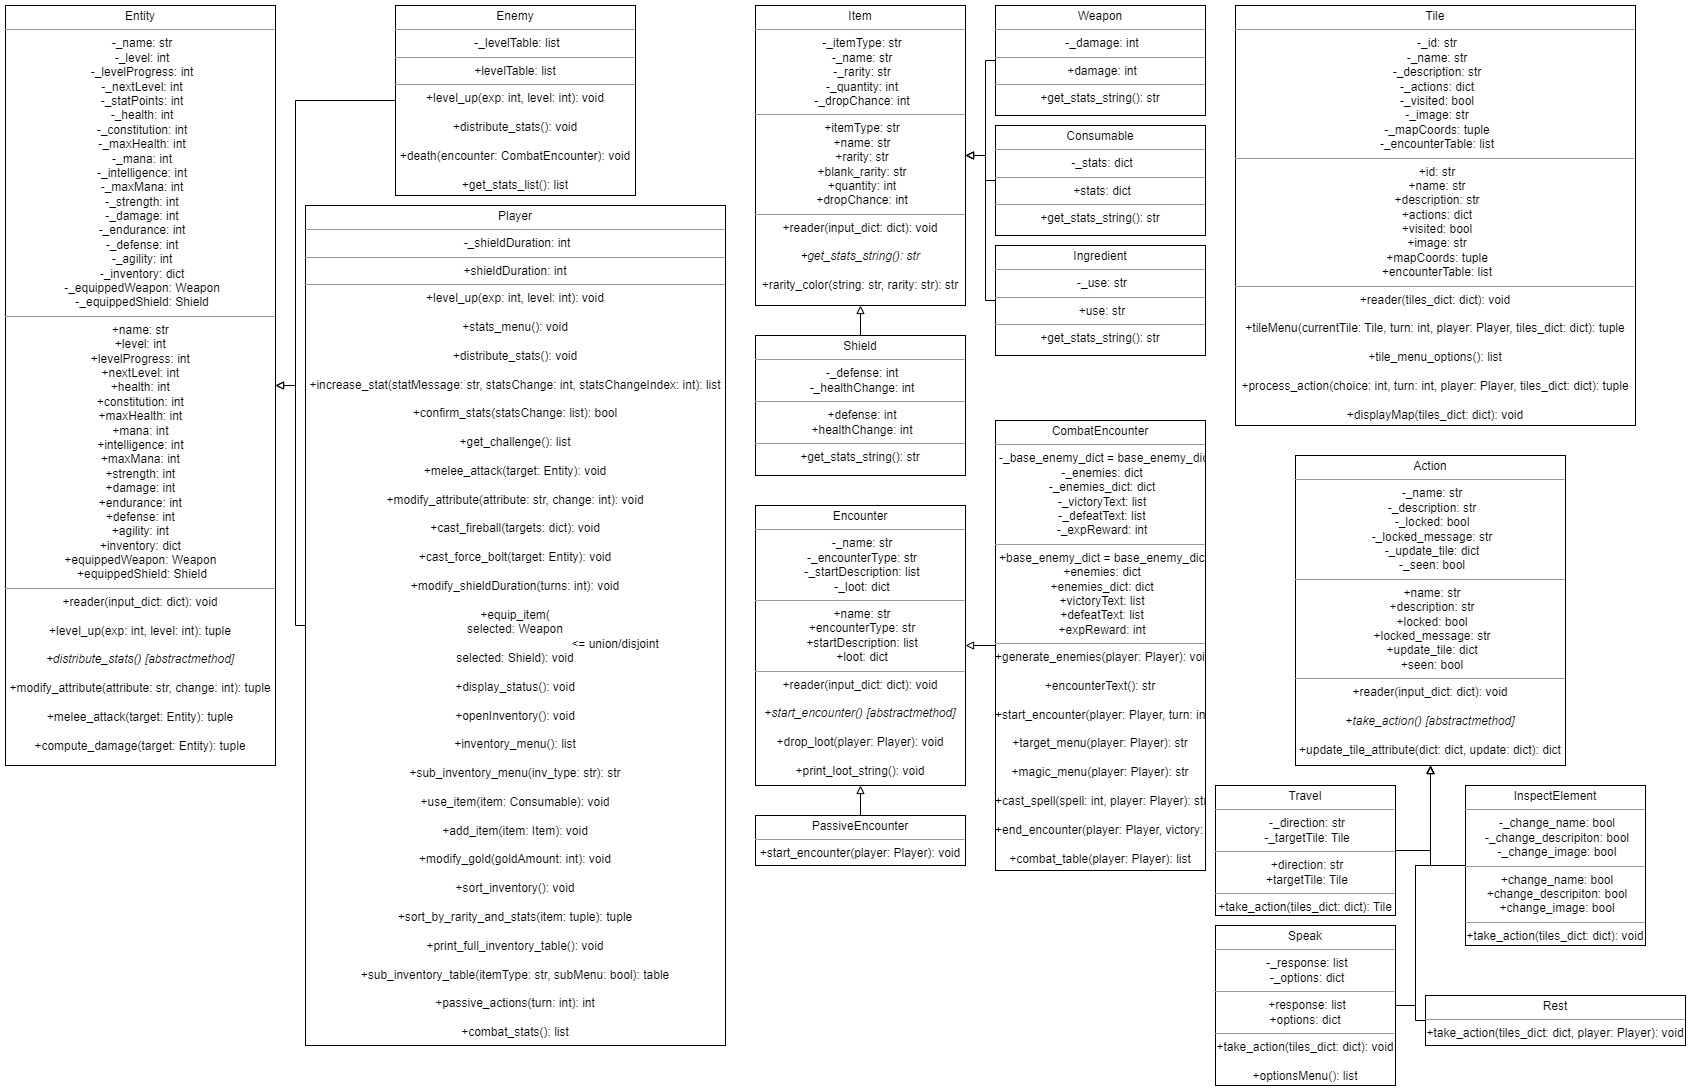 Entity
-_name: str
-_level: int
-_levelProgress: int
-_nextLevel: int
-_statPoints: int
-_health: int
-_constitution: int
-_maxHealth: int
-_mana: int
-_intelligence: int
-_maxMana: int
-_strength: int
-_damage: int
-_endurance: int
-_defense: int
-_agility: int
-_inventory: dict
-_equippedWeapon: Weapon
-_equippedShield: Shield
+name: str
+level: int
+levelProgress: int
+nextLevel: int
+health: int
+constitution: int
+maxHealth: int
+mana: int
+intelligence: int
+maxMana: int
+strength: int
+damage: int
+endurance: int
+defense: int
+agility: int
+inventory: dict
+equippedWeapon: Weapon
+equippedShield: Shield
+reader(input_dict: dict): void
+level_up(exp: int, level: int): tuple
+distribute_stats() [abstractmethod]
+modify_attribute(attribute: str, change: int): tuple
+melee_attack(target: Entity): tuple
+compute_damage(target: Entity): tuple
Enemy
-_levelTable: list
+levelTable: list
+level_up(exp: int, level: int): void
+distribute_stats(): void
+death(encounter: CombatEncounter): void
+get_stats_list(): list
Player
-_shieldDuration: int
+shieldDuration: int
+level_up(exp: int, level: int): void
+stats_menu(): void
+distribute_stats(): void
+increase_stat(statMessage: str, statsChange: int, statsChangeIndex: int): list
+confirm_stats(statsChange: list): bool
+get_challenge(): list
+melee_attack(target: Entity): void
+modify_attribute(attribute: str, change: int): void
+cast_fireball(targets: dict): void
+cast_force_bolt(target: Entity): void
+modify_shieldDuration(turns: int): void
+equip_item(
selected: Weapon
<= union/disjoint
selected: Shield): void
+display_status(): void
+openInventory(): void
+inventory_menu(): list
+sub_inventory_menu(inv_type: str): str
+use_item(item: Consumable): void
+add_item(item: Item): void
+modify_gold(goldAmount: int): void
+sort_inventory(): void
+sort_by_rarity_and_stats(item: tuple): tuple
+print_full_inventory_table(): void
+sub_inventory_table(itemType: str, subMenu: bool): table
+passive_actions(turn: int): int
+combat_stats(): list
Item
-_itemType: str
-_name: str
-_rarity: str
-_quantity: int
-_dropChance: int
+itemType: str
+name: str
+rarity: str
+blank_rarity: str
+quantity: int
+dropChance: int
+reader(input_dict: dict): void
+get_stats_string(): str
+rarity_color(string: str, rarity: str): str
Shield
-_defense: int
-_healthChange: int
+defense: int
+healthChange: int
+get_stats_string(): str
Encounter
-_name: str
-_encounterType: str
-_startDescription: list
-_loot: dict
+name: str
+encounterType: str
+startDescription: list
+loot: dict
+reader(input_dict: dict): void
+start_encounter() [abstractmethod]
+drop_loot(player: Player): void
+print_loot_string(): void
PassiveEncounter
+start_encounter(player: Player): void
Weapon
-_damage: int
+damage: int
+get_stats_string(): str
Consumable
-_stats: dict
+stats: dict
+get_stats_string(): str
Ingredient
-_use: str
+use: str
+get_stats_string(): str
CombatEncounter
-_base_enemy_dict = base_enemy_dic
-_enemies: dict
-_enemies_dict: dict
-_victoryText: list
-_defeatText: list
-_expReward: int
+base_enemy_dict = base_enemy_dic
+enemies: dict
+enemies_dict: dict
+victoryText: list
+defeatText: list
+expReward: int
+generate_enemies(player: Player): voi
+encounterText(): str
+start_encounter(player: Player, turn: in
+target_menu(player: Player): str
+magic_menu(player: Player): str
+cast_spell(spell: int, player: Player): st
+end_encounter(player: Player, victory:
+combat_table(player: Player): list
Tile
-_id: str
-_name: str
-_description: str
-_actions: dict
-_visited: bool
-_image: str
-_mapCoords: tuple
-_encounterTable: list
+id: str
+name: str
+description: str
+actions: dict
+visited: bool
+image: str
+mapCoords: tuple
+encounterTable: list
+reader(tiles_dict: dict): void
+tileMenu(currentTile: Tile, turn: int, player: Player, tiles_dict: dict): tuple
+tile_menu_options(): list
+process_action(choice: int, turn: int, player: Player, tiles_dict: dict): tuple
+displayMap(tiles_dict: dict): void
Action
-_name: str
-_description: str
-_locked: bool
-_locked_message: str
-_update_tile: dict
-_seen: bool
+name: str
+description: str
+locked: bool
+locked_message: str
+update_tile: dict
+seen: bool
+reader(input_dict: dict): void
+take_action() [abstractmethod]
+update_tile_attribute(dict: dict, update: dict): dict
Travel
-_direction: str
-_targetTile: Tile
+direction: str
+targetTile: Tile
+take_action(tiles_dict: dict): Tile
InspectElement
-_change_name: bool
-_change_descripiton: bool
-_change_image: bool
+change_name: bool
+change_descripiton: bool
+change_image: bool
+take_action(tiles_dict: dict): void
Speak
-_response: list
-_options: dict
+response: list
+options: dict
+take_action(tiles_dict: dict): void
+optionsMenu(): list
Rest
+take_action(tiles_dict: dict, player: Player): void